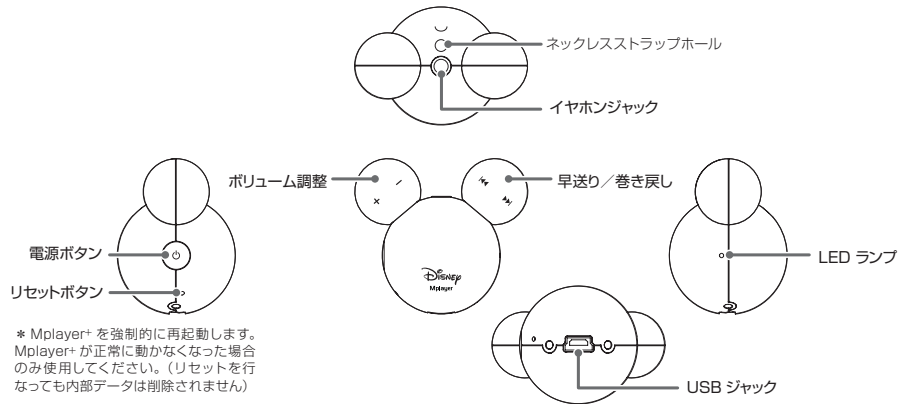 ネックレスストラップホール
イヤホンジャック
ボリューム調整
早送り／巻き戻し
電源ボタン
LED ランプ
リセットボタン
Disney
Mplayer
＊ Mplayer+ を強制的に再起動します。
Mplayer+ が正常に動かなくなった場合
のみ使用してください。（リセットを行
なっても内部データは削除されません）
USB ジャック